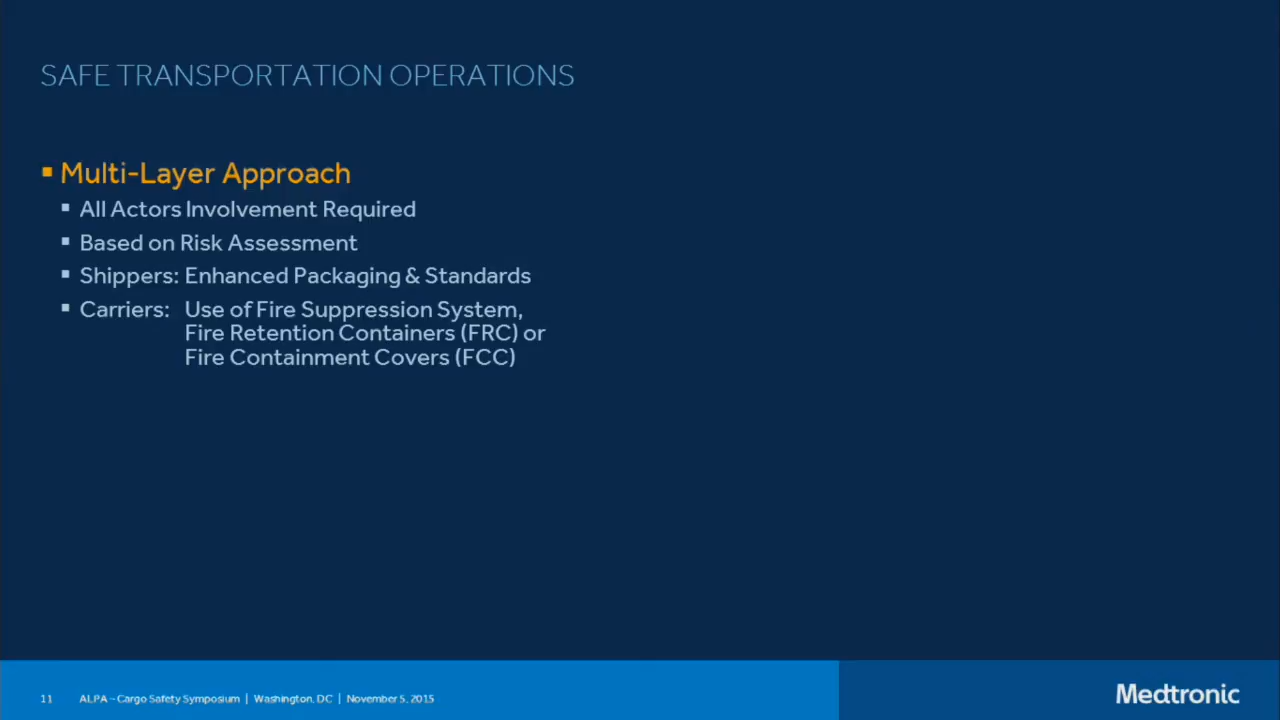 SAFE TRANSPORTATION OPERATIONS
Multi-Layer Approach
All Actors Involvement Required
Based on Risk Assessment
Shippers: Enhanced Packaging & Standards
Carriers: Use of Fire Suppression System,
Fire Retention Containers (FRC) or
Fire Containment Covers (FCC)
11 ALPA – Cargo Safety Symposium | Washington, DC | November 5, 2015
Medtronic